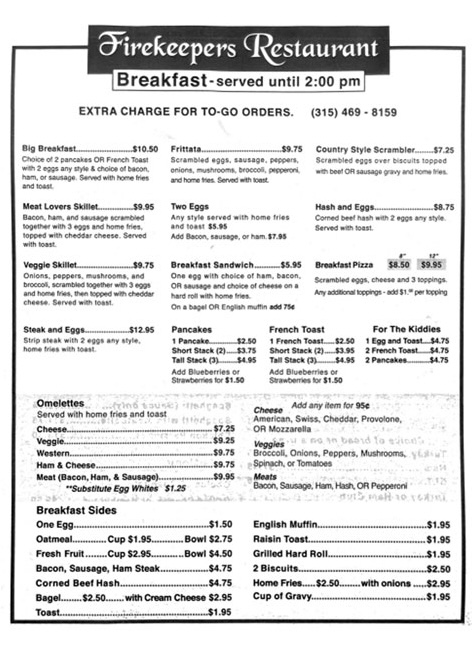 Firekeepers Restaurant
Breakfast-served until 2:00 pm
EXTRA CHARGE FOR TO-GO ORDERS. (315) 469 - 8159
Big Breakfast....................$10.50
Choice of 2 pancakes OR French Toast
with 2 eggs any style & choice of bacon,
ham, or sausage. Served with home fries
and toast.
Frittata.......................$9.75
Scrambled eggs, sausage, peppers,
onions, mushrooms, broccoli, pepperoni,
and home fries. Served with toast.
Country Style Scrambler.......$7.25
Scrambled eggs over biscuits topped
with beef OR sausage gravy and home fries.
Meat Lovers Skillet...............$9.95
Bacon, ham, and sausage scrambled
together with 3 eggs and home fries,
topped with cheddar cheese. Served
with toast.
Two Eggs
Any style served with home fries
and toast $5.95
Add Bacon, sausage, or ham. $7.95
Hash and Eggs.....................$8.75
Corned beef hash with 2 eggs any style.
Served with toast.
Veggie Skillet......................$9.75
Onions, peppers, mushrooms, and
broccoli, scrambled together with 3 eggs
and home fries, then topped with cheddar
cheese. Served with toast.
Breakfast Sandwich.............$5.95
One egg with choice of ham, bacon,
OR sausage and choice of cheese on a
hard roll with home fries.
On a bagel OR English muffin add 75¢
8" 12"
Breakfast Pizza $8.50 $9.95
Scrambled eggs, cheese and 3 toppings.
Any additional toppings - add $1.00 per topping
Steak and Eggs..................$12.95
Strip steak with 2 eggs any style,
home fries with toast.
Pancakes
1 Pancake...........$2.50
Short Stack (2)....$3.75
Tall Stack (3).......$4.95
Add Blueberries or
Strawberries for $1.50
French Toast
1 French Toast.....$2.50
Short Stack (2)....$3.95
Tall Stack (3)......$4.95
Add Blueberries or
Strawberries for $1.50
For The Kiddies
1 Egg and Toast....$4.75
2 French Toast.....$4.75
2 Pancakes..........$4.75
Omelettes
Served with home fries and toast
Cheese......................................$7.25
Veggie.......................................$9.25
Western.....................................$9.75
Ham & Cheese...........................$9.75
Meat (Bacon, Ham, & Sausage)...............$9.95
**Substitute Egg Whites $1.25
Cheese Add any item for 95¢
American, Swiss, Cheddar, Provolone,
OR Mozzarella
Veggies
Broccoli, Onions, Peppers, Mushrooms,
Spinach, or Tomatoes
Meats
Bacon, Sausage, Ham, Hash, OR Pepperoni
Breakfast Sides
One Egg......................................$1.50
Oatmeal..........Cup $1.95..........Bowl $2.75
Fresh Fruit......Cup $2.95..........Bowl $4.50
Bacon, Sausage, Ham Steak.............$4.75
Corned Beef Hash..........................$4.75
Bagel.......$2.50.......with Cream Cheese $2.95
Toast.........................................$1.95
English Muffin................................$1.95
Raisin Toast..................................$1.95
Grilled Hard Roll............................$1.95
2 Biscuits.....................................$2.50
Home Fries.....$2.50........with onions ....$2.95
Cup of Gravy.................................$1.95